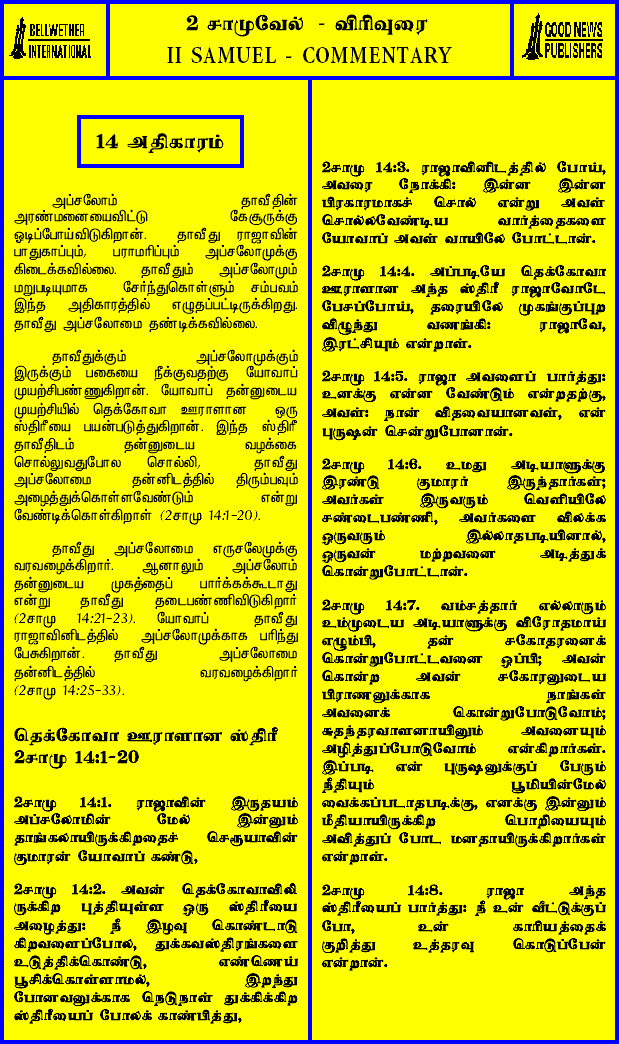 BELLWETHER
INTERNATIONAL
2 சாமுவேல் - விரிவுரை
II SAMUEL - COMMENTARY
GOOD NEWS
PUBLISHERS
14 அதிகாரம்
அப்சலோம் தாவீதின்
அரண்மனையைவிட்டு கேசூருக்கு
ஓடிப்போய்விடுகிறான். தாவீது ராஜாவின்
பாதுகாப்பும், பராமரிப்பும் அப்சலோமுக்கு
கிடைக்கவில்லை. தாவீதும் அப்சலோமும்
மறுபடியுமாக சேர்ந்துகொள்ளும் சம்பவம்
இந்த அதிகாரத்தில் எழுதப்பட்டிருக்கிறது.
தாவீது அப்சலோமை தண்டிக்கவில்லை.
தாவீதுக்கும் அப்சலோமுக்கும்
இருக்கும் பகையை நீக்குவதற்கு யோவாப்
முயற்சிபண்ணுகிறான். யோவாப் தன்னுடைய
முயற்சியில் தெக்கோவா ஊராளான ஒரு
ஸ்திரீயை பயன்படுத்துகிறான். இந்த ஸ்திரீ
தாவீதிடம் தன்னுடைய வழக்கை
சொல்லுவதுபோல சொல்லி, தாவீது
அப்சலோமை தன்னிடத்தில் திரும்பவும்
அழைத்துக்கொள்ளவேண்டும் என்று
வேண்டிக்கொள்கிறாள் (2சாமு 14:1-20).
தாவீது அப்சலோமை எருசலேமுக்கு
வரவழைக்கிறார். ஆனாலும் அப்சலோம்
தன்னுடைய முகத்தைப் பார்க்கக்கூடாது
என்று தாவீது தடைபண்ணிவிடுகிறார்
(2சாமு 14:21-23). யோவாப் தாவீது
ராஜாவினிடத்தில் அப்சலோமுக்காக பரிந்து
பேசுகிறான். தாவீது அப்சலோமை
தன்னிடத்தில் வரவழைக்கிறார்
(2சாமு 14:25-33).
தெக்கோவா ஊராளான ஸ்திரீ
2சாமு 14:1-20
2சாமு 14:1. ராஜாவின் இருதயம்
அப்சலோமின் மேல் இன்னும்
தாங்கலாயிருக்கிறதைச் செரூயாவின்
குமாரன் யோவாப் கண்டு,
2சாமு 14:2. அவன் தெக்கோவாவிலி
ருக்கிற புத்தியுள்ள ஒரு ஸ்திரீயை
அழைத்து: நீ இழவு கொண்டாடு
கிறவளைப்போல, துக்கவஸ்திரங்களை
உடுத்திக்கொண்டு, எண்ணெய்
பூசிக்கொள்ளாமல், இறந்து
போனவனுக்காக நெடுநாள் துக்கிக்கிற
ஸ்திரீயைப் போலக் காண்பித்து,
2சாமு 14:3. ராஜாவினிடத்தில் போய்,
அவரை நோக்கி: இன்ன இன்ன
பிரகாரமாகச் சொல் என்று அவள்
சொல்லவேண்டிய வார்த்தைகளை
யோவாப் அவள் வாயிலே போட்டான்.
2சாமு 14:4. அப்படியே தெக்கோவா
ஊராளான அந்த ஸ்திரீ ராஜாவோடே
பேசப்போய், தரையிலே முகங்குப்புற
விழுந்து வணங்கி: ராஜாவே,
இரட்சியும் என்றாள்.
2சாமு 14:5. ராஜா அவளைப் பார்த்து:
உனக்கு என்ன வேண்டும் என்றதற்கு,
அவள்: நான் விதவையானவள், என்
புருஷன் சென்றுபோனான்.
2சாமு 14:6. உமது அடியாளுக்கு
இரண்டு குமாரர் இருந்தார்கள்;
அவர்கள் இருவரும் வெளியிலே
சண்டைபண்ணி, அவர்களை விலக்க
ஒருவரும் இல்லாதபடியினால்,
ஒருவன் மற்றவனை அடித்துக்
கொன்றுபோட்டான்.
2சாமு 14:7. வம்சத்தார் எல்லாரும்
உம்முடைய அடியாளுக்கு விரோதமாய்
எழும்பி, தன் சகோதரனைக்
கொன்றுபோட்டவனை ஒப்பி; அவன்
கொன்ற அவன் சகோரனுடைய
பிராணனுக்காக நாங்கள்
அவனைக் கொன்றுபோடுவோம்;
சுதந்தரவாளனாயினும் அவனையும்
அழித்துப்போடுவோம் என்கிறார்கள்.
இப்படி என் புருஷனுக்குப் பேரும்
நீதியும் பூமியின்மேல்
வைக்கப்படாதபடிக்கு, எனக்கு இன்னும்
மீதியாயிருக்கிற பொறியையும்
அவித்துப் போட மனதாயிருக்கிறார்கள்
என்றாள்.
2சாமு 14:8. ராஜா அந்த
ஸ்திரீயைப் பார்த்து: நீ உன் வீட்டுக்குப்
போ, உன் காரியத்தைக்
குறித்து உத்தரவு கொடுப்பேன்
என்றான்.